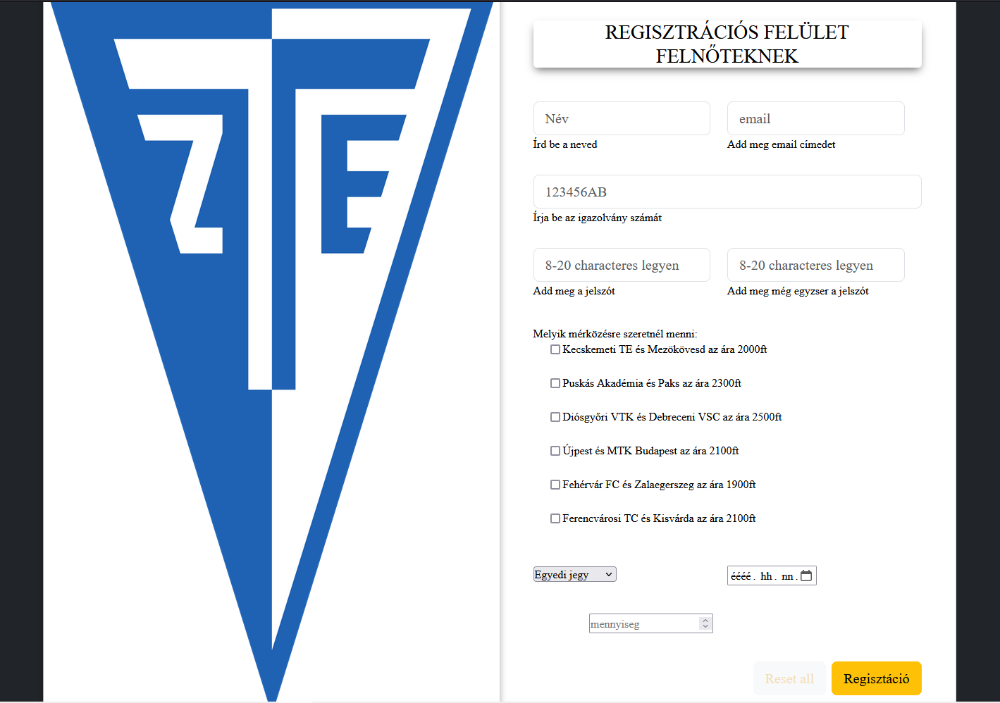 ZTE
REGISZTRÁCIÓS FELÜLET
FELNŐTEKNEK
Név
email
Írd be a neved
Add meg email címedet
123456AB
Írja be az igazolvány számát
8-20 characteres legyen
8-20 characteres legyen
Add meg a jelszót
Add meg még egyzser a jelszót
Melyik mérközésre szeretnél menni:
Kecskemeti TE és Mezökövesd az ára 2000ft
Puskás Akadémia és Paks az ára 2300ft
Diósgyőri VTK és Debreceni VSC az ára 2500ft
Újpest és MTK Budapest az ára 2100ft
Fehérvár FC és Zalaegerszeg az ára 1900ft
Ferencvárosi TC és Kisvárda az ára 2100ft
Egyedi jegy
éééé. hh. nn.
mennyiseg
Reset all
Regisztáció